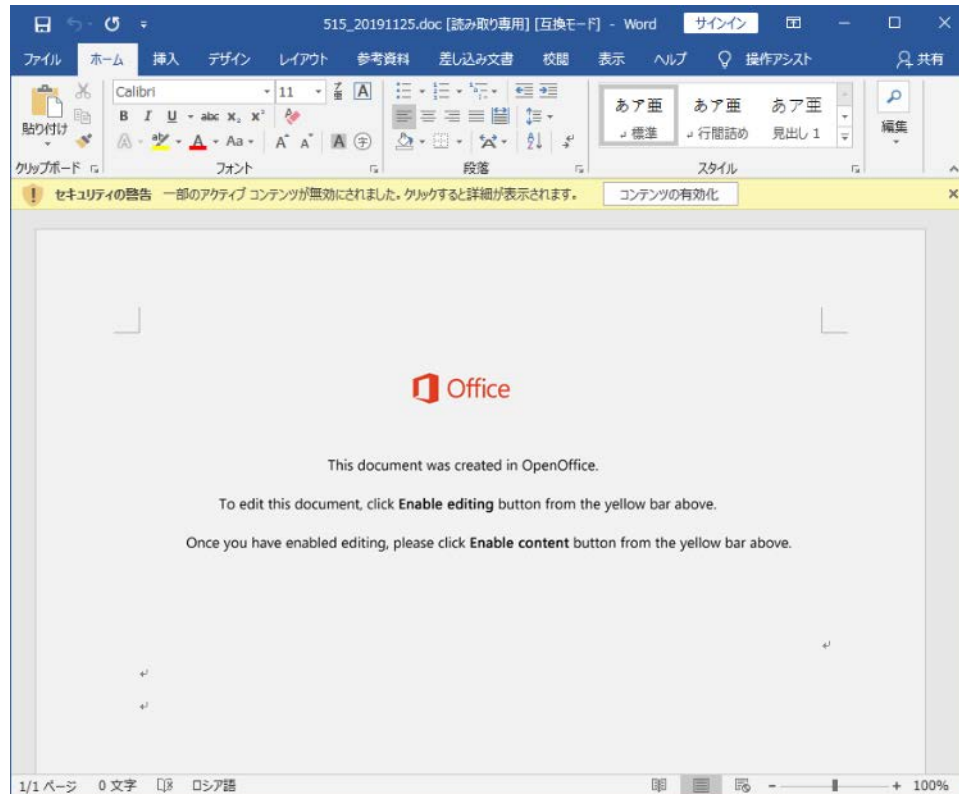 515_20191125.doc [読み取り専用] [互換モード] - Word サインイン
ファイル ホーム 挿入 デザイン レイアウト 参考資料 差し込み文書 校閲 表示 ヘルプ 操作アシスト 共有
貼り付け
Calibri 11
B I U abc X₂ X²
A aby A Aa A A A 字
あア亜 あア亜 あア亜
標準 行間詰め 見出し 1
編集
クリップボード フォント 段落 スタイル
セキュリティの警告 一部のアクティブ コンテンツが無効にされました。クリックすると詳細が表示されます。 コンテンツの有効化
Office
This document was created in OpenOffice.
To edit this document, click Enable editing button from the yellow bar above.
Once you have enabled editing, please click Enable content button from the yellow bar above.
1/1 ページ 0 文字 ロシア語 100%